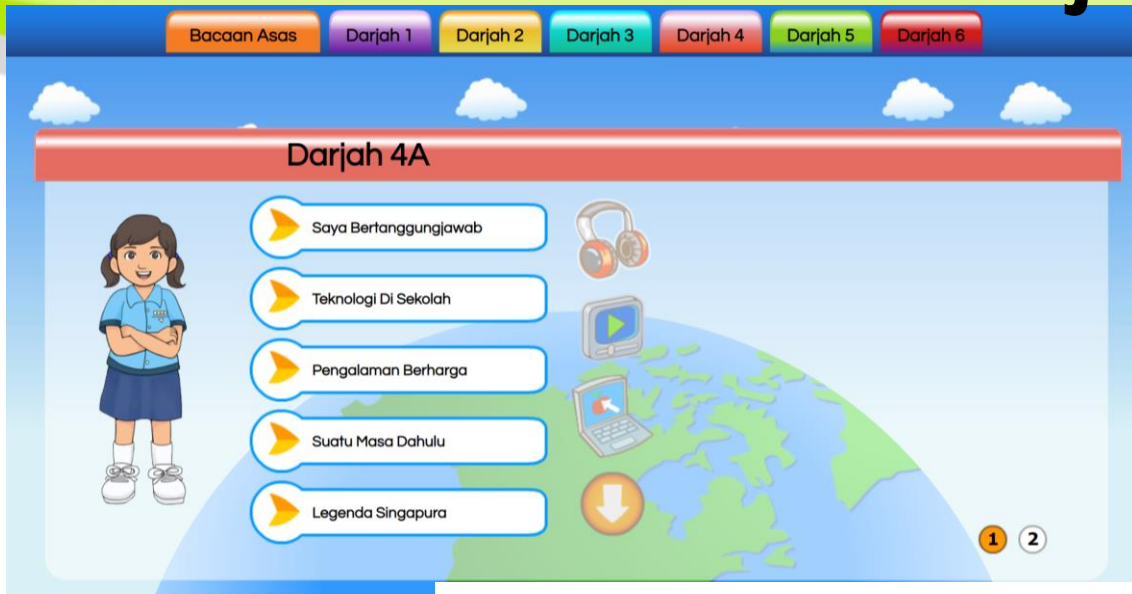 Bacaan Asas
Darjah 1
Darjah 2
Darjah 3
Darjah 4
Darjah 5
Darjah 6
Darjah 4A
Saya Bertanggungjawab
Teknologi Di Sekolah
Pengalaman Berharga
Suatu Masa Dahulu
Legenda Singapura
1 2